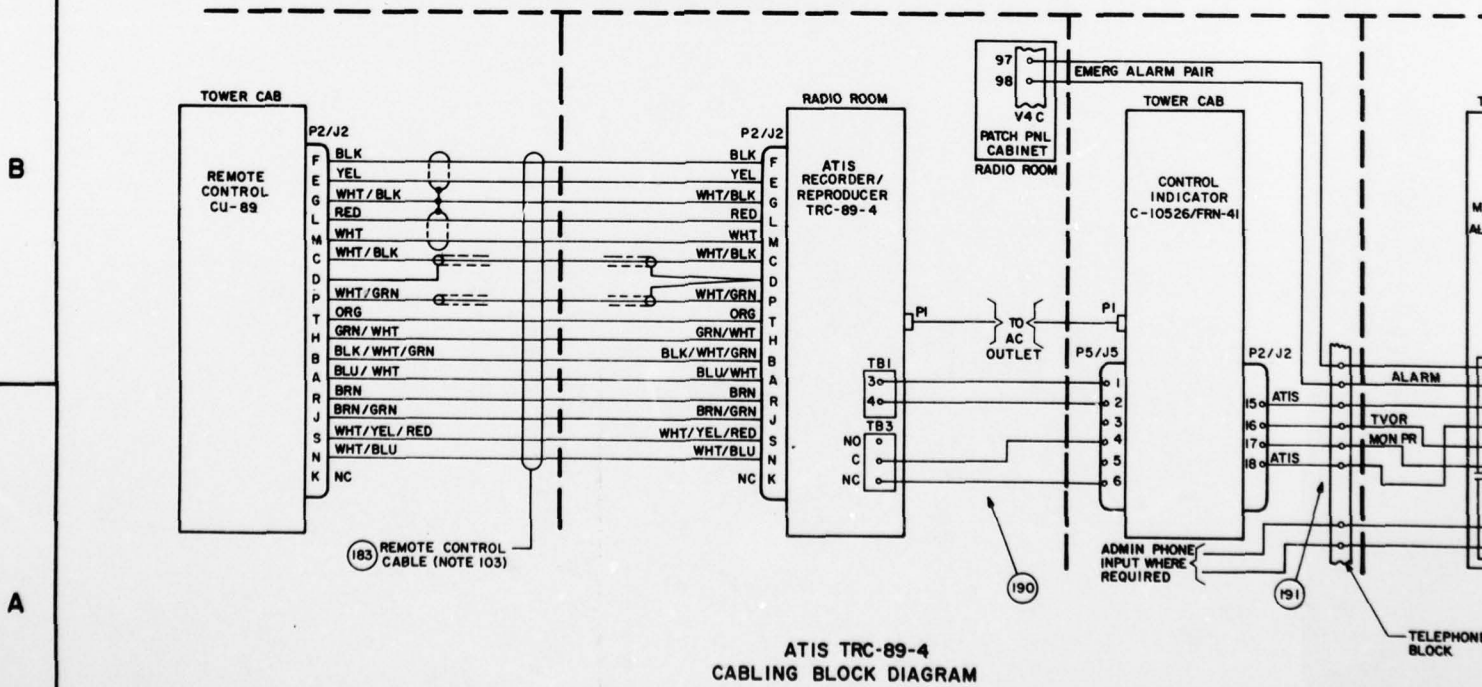 B
A
TOWER CAB
REMOTE
CONTROL
CU-89
P2/J2
F BLK
E YEL
G WHT/BLK
L RED
M WHT
C WHT/BLK
D
P WHT/GRN
T ORG
H GRN/WHT
B BLK/WHT/GRN
A BLU/WHT
R BRN
J BRN/GRN
S WHT/YEL/RED
N WHT/BLU
K NC
183 REMOTE CONTROL
CABLE (NOTE 103)
RADIO ROOM
P2/J2
BLK F
YEL E
WHT/BLK G
RED L
WHT M
WHT/BLK C
D
WHT/GRN P
ORG T
GRN/WHT H
BLK/WHT/GRN B
BLU/WHT A
BRN R
BRN/GRN J
WHT/YEL/RED S
WHT/BLU N
NC K
ATIS
RECORDER/
REPRODUCER
TRC-89-4
P1
TB1
3
4
TB3
NO
C
NC
97
98
V4C
PATCH PNL
CABINET
RADIO ROOM
EMERG ALARM PAIR
TO
AC
OUTLET
190
TOWER CAB
CONTROL
INDICATOR
C-10526/FRN-41
P1
P5/J5
1
2
3
4
5
6
P2/J2
15 ATIS
16 TVOR
17 MON PR
18 ATIS
ALARM
ADMIN PHONE
INPUT WHERE
REQUIRED
191
TELEPHONE
BLOCK
ATIS TRC-89-4
CABLING BLOCK DIAGRAM